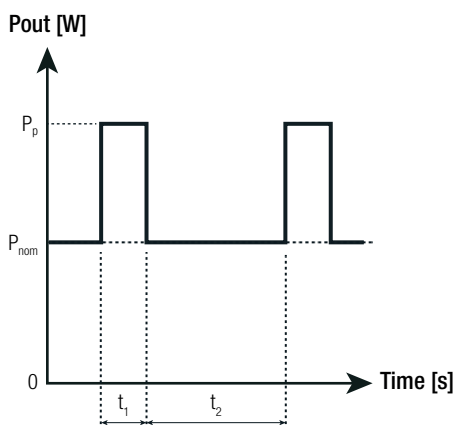 Pout [W]
Pₚ
Pₙₒₘ
0
Time [s]
t₁
t₂